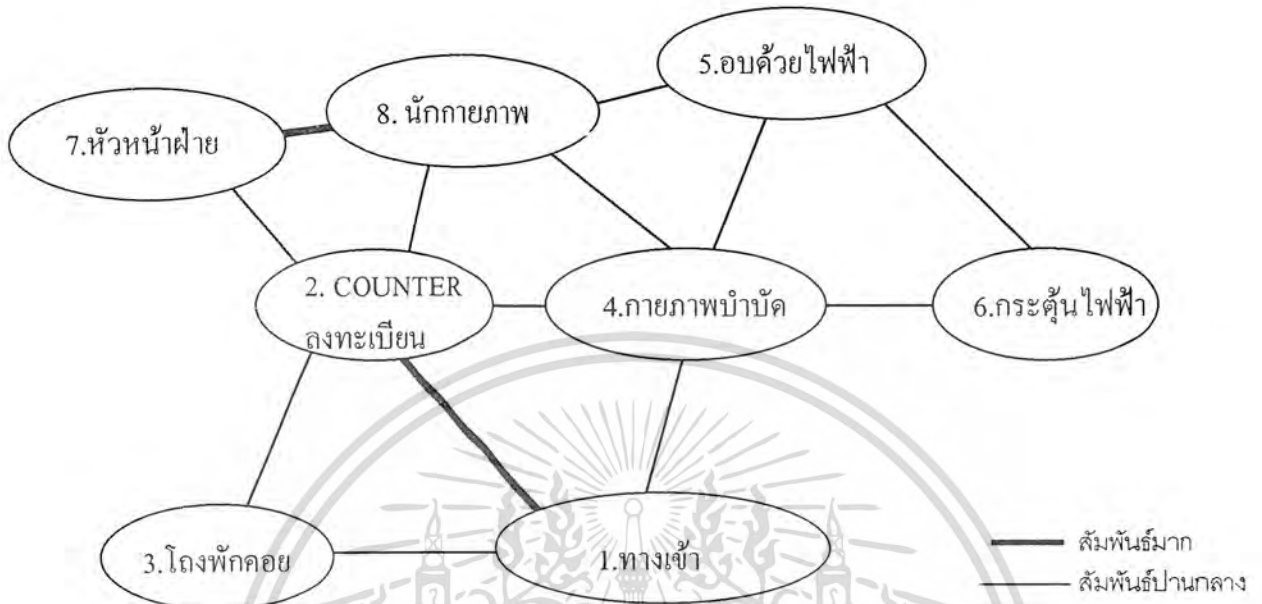 5.อบด้วยไฟฟ้า
8. นักกายภาพ
7.หัวหน้าฝ่าย
2. COUNTER
ลงทะเบียน
4.กายภาพบำบัด
6.กระตุ้นไฟฟ้า
3.โถงพักคอย
1.ทางเข้า
สัมพันธ์มาก
สัมพันธ์ปานกลาง